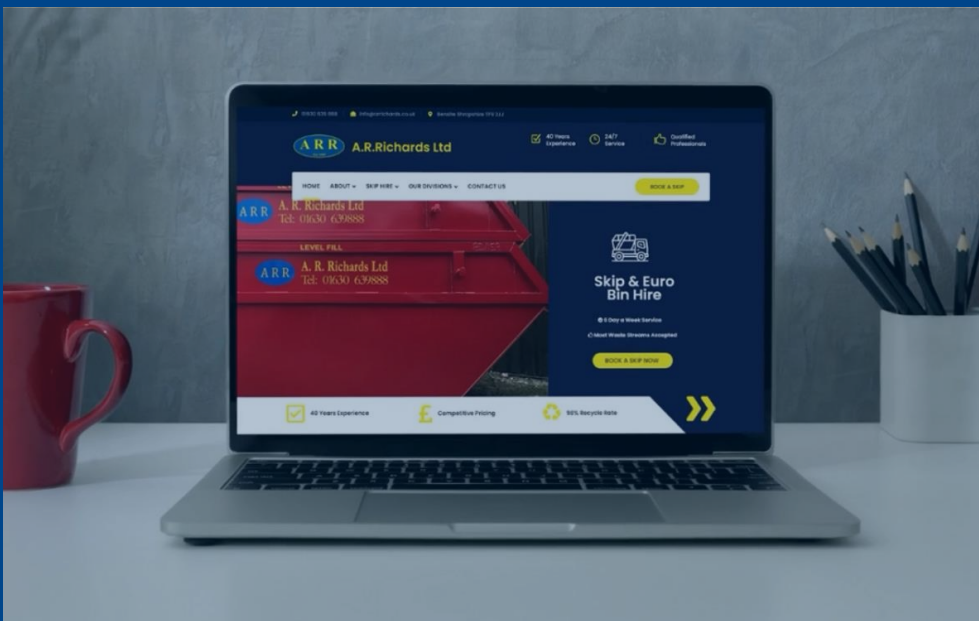 ARR
A.R.Richards Ltd
40 Years
Experience
24/7
Service
Qualified
Professionals
HOME ABOUT SKIP HIRE OUR DIVISIONS CONTACT US
BOOK A SKIP
ARR A. R. Richards Ltd
Tel: 01630 639888
LEVEL FILL
ARR A. R. Richards Ltd
Tel: 01630 639888
Skip & Euro
Bin Hire
6 Day a Week Service
Most Waste Streams Accepted
BOOK A SKIP NOW
40 Years Experience
£ Competitive Pricing
Recycle Rate